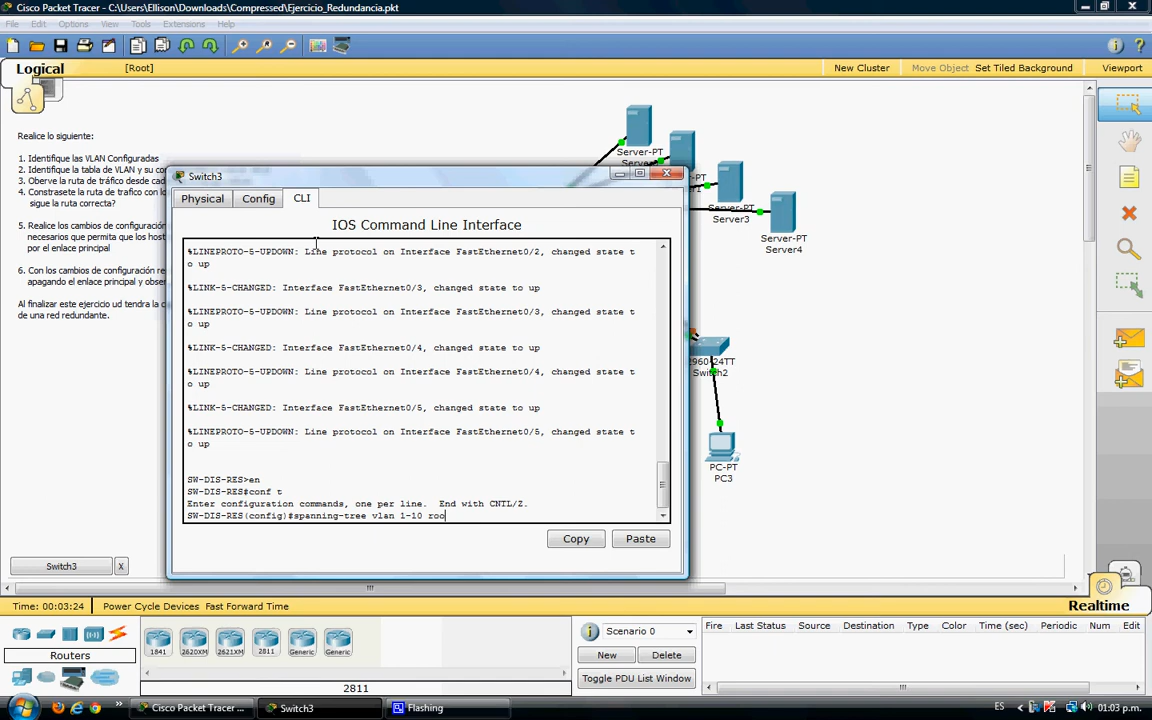 Cisco Packet Tracer - C:\Users\Ellison\Downloads\Compressed\Ejercicio_Redundancia.pkt
File Edit Options View Tools Extensions Help
Logical
[Root]
New Cluster
Move Object
Set Tiled Background
Viewport
Realice lo siguiente:
1. Identifique las VLAN Configuradas
2. Identifique la tabla de VLAN y su co
3. Oberve la ruta de tráfico desde cad
4. Constrasete la ruta de trafico con lo
sigue la ruta correcta?
5. Realice los cambios de configuración
necesarios que permita que los host
por el enlace principal
6. Con los cambios de configuración re
apagando el enlace principal y obser
Al finalizar este ejercicio ud tendra la c
de una red redundante.
Server-PT
Server-PT
Server-PT
Server3
Server-PT
Server4
2960-24TT
Switch2
PC-PT
PC3
Switch3
Physical
Config
CLI
IOS Command Line Interface
%LINEPROTO-5-UPDOWN: Line protocol on Interface FastEthernet0/2, changed state t
o up
%LINK-5-CHANGED: Interface FastEthernet0/3, changed state to up
%LINEPROTO-5-UPDOWN: Line protocol on Interface FastEthernet0/3, changed state t
o up
%LINK-5-CHANGED: Interface FastEthernet0/4, changed state to up
%LINEPROTO-5-UPDOWN: Line protocol on Interface FastEthernet0/4, changed state t
o up
%LINK-5-CHANGED: Interface FastEthernet0/5, changed state to up
%LINEPROTO-5-UPDOWN: Line protocol on Interface FastEthernet0/5, changed state t
o up
SW-DIS-RES>en
SW-DIS-RES#conf t
Enter configuration commands, one per line. End with CNTL/Z.
SW-DIS-RES(config)#spanning-tree vlan 1-10 roo
Copy
Paste
Switch3
X
Time: 00:03:24
Power Cycle Devices Fast Forward Time
Realtime
Routers
1841
2620XM
2621XM
2811
Generic
Generic
2811
Scenario 0
New
Delete
Toggle PDU List Window
Fire Last Status Source Destination Type Color Time (sec) Periodic Num Edit
Cisco Packet Tracer ...
Switch3
Flashing
ES
01:03 p.m.